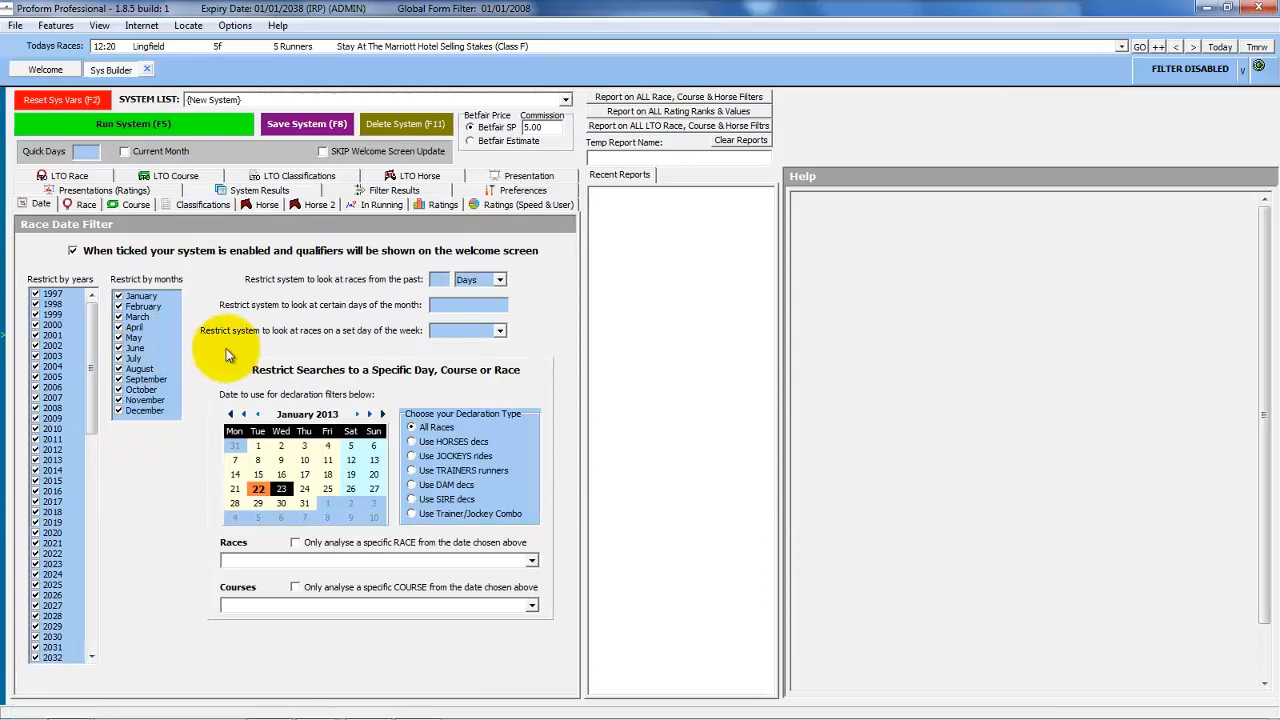 Proform Professional - 1.8.5 build: 1 Expiry Date: 01/01/2038 (IRP) (ADMIN) Global Form Filter: 01/01/2008
File Features View Internet Locate Options Help
Todays Races: 12:20 Lingfield 5f 5 Runners Stay At The Marriott Hotel Selling Stakes (Class F) GO ++ < > Today Tmrw
Welcome Sys Builder FILTER DISABLED v
Reset Sys Vars (F2) SYSTEM LIST: {New System}
Run System (F5) Save System (F8) Delete System (F11)
Betfair Price Commission
Betfair SP 5.00
Betfair Estimate
Quick Days Current Month SKIP Welcome Screen Update
Report on ALL Race, Course & Horse Filters
Report on ALL Rating Ranks & Values
Report on ALL LTO Race, Course & Horse Filtrs
Temp Report Name: Clear Reports
Recent Reports
Help
LTO Race LTO Course LTO Classifications LTO Horse Presentation
Presentations (Ratings) System Results Filter Results Preferences
Date Race Course Classifications Horse Horse 2 In Running Ratings Ratings (Speed & User)
Race Date Filter
When ticked your system is enabled and qualifiers will be shown on the welcome screen
Restrict by years
1997
1998
1999
2000
2001
2002
2003
2004
2005
2006
2007
2008
2009
2010
2011
2012
2013
2014
2015
2016
2017
2018
2019
2020
2021
2022
2023
2024
2025
2026
2027
2028
2029
2030
2031
2032
Restrict by months
January
February
March
April
May
June
July
August
September
October
November
December
Restrict system to look at races from the past: Days
Restrict system to look at certain days of the month:
Restrict system to look at races on a set day of the week:
Restrict Searches to a Specific Day, Course or Race
Date to use for declaration filters below:
January 2013
Mon Tue Wed Thu Fri Sat Sun
31 1 2 3 4 5 6
7 8 9 10 11 12 13
14 15 16 17 18 19 20
21 22 23 24 25 26 27
28 29 30 31 1 2 3
4 5 6 7 8 9 10
Choose your Declaration Type
All Races
Use HORSES decs
Use JOCKEYS rides
Use TRAINERS runners
Use DAM decs
Use SIRE decs
Use Trainer/Jockey Combo
Races Only analyse a specific RACE from the date chosen above
Courses Only analyse a specific COURSE from the date chosen above